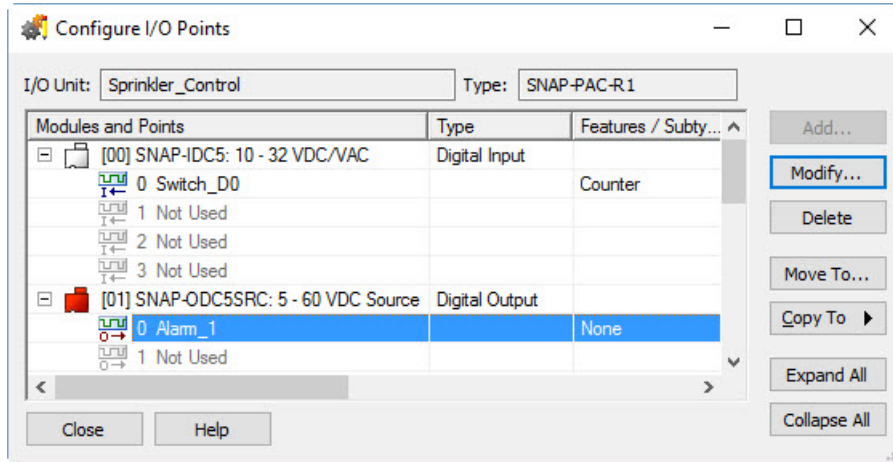 Configure I/O Points
I/O Unit: Sprinkler_Control Type: SNAP-PAC-R1
Modules and Points Type Features / Subty...
[00] SNAP-IDC5: 10 - 32 VDC/VAC Digital Input
0 Switch_D0 Counter
1 Not Used
2 Not Used
3 Not Used
[01] SNAP-ODC5SRC: 5 - 60 VDC Source Digital Output
0 Alarm_1 None
1 Not Used
Add...
Modify...
Delete
Move To...
Copy To
Expand All
Collapse All
Close Help